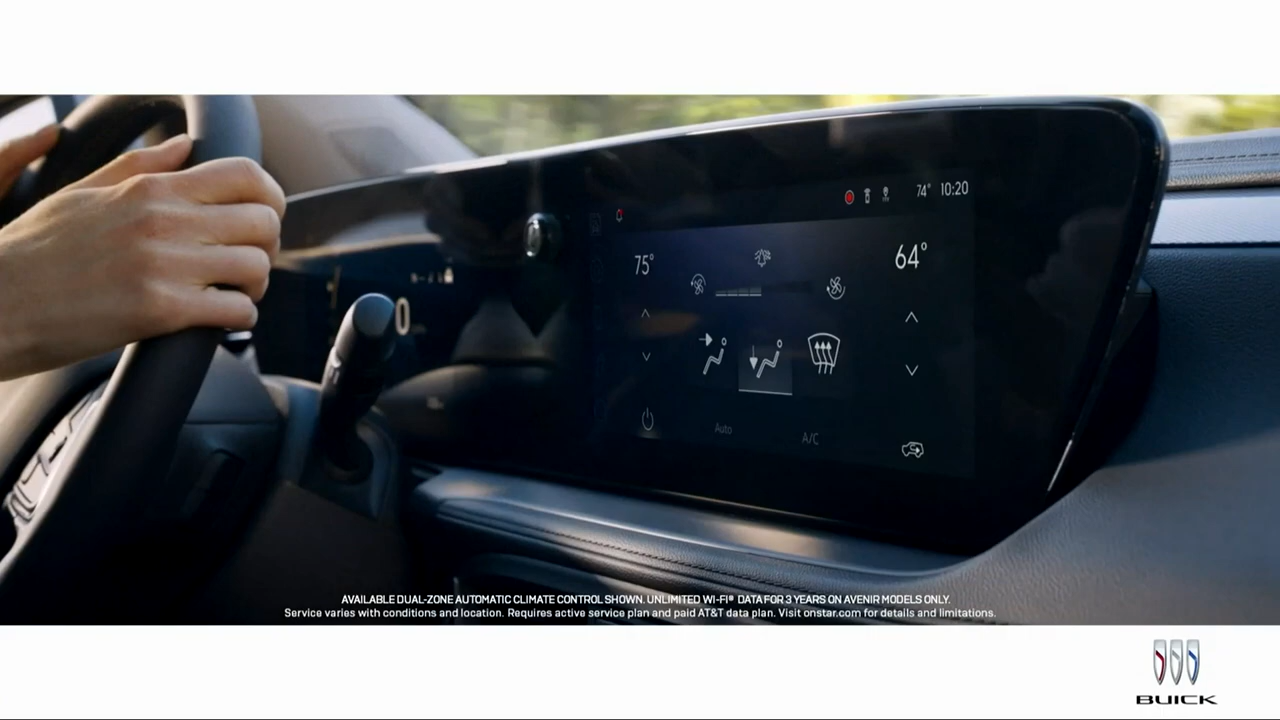 74° 10:20
75°
64°
0
Auto
A/C
AVAILABLE DUAL-ZONE AUTOMATIC CLIMATE CONTROL SHOWN. UNLIMITED WI-FI® DATA FOR 3 YEARS ON AVENIR MODELS ONLY.
Service varies with conditions and location. Requires active service plan and paid AT&T data plan. Visit onstar.com for details and limitations.
BUICK